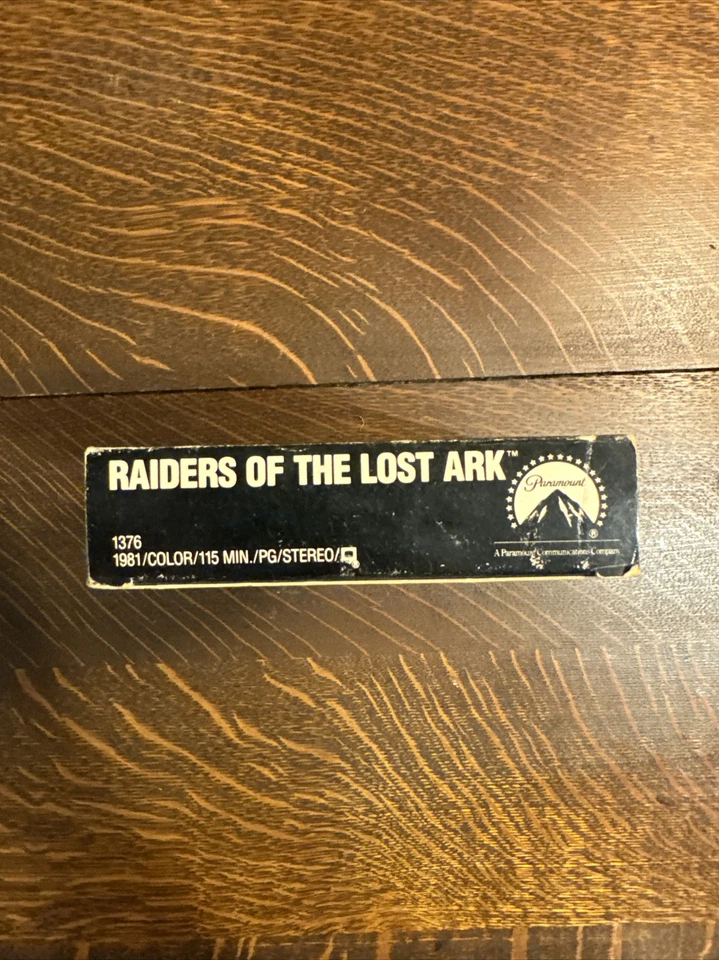 RAIDERS OF THE LOST ARK™
Paramount
®
A Paramount Communications Company
1376
1981/COLOR/115 MIN./PG/STEREO/
®